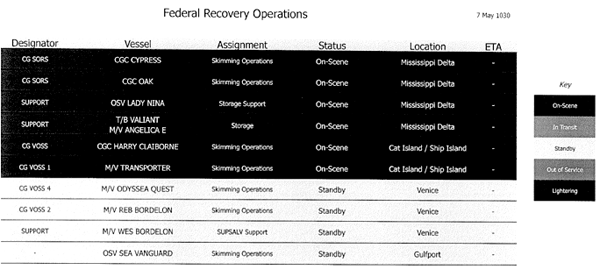 Federal Recovery Operations
7 May 1030
Designator Vessel Assignment Status Location ETA
CG SORS CGC CYPRESS Skimming Operations On-Scene Mississippi Delta -
CG SORS CGC OAK Skimming Operations On-Scene Mississippi Delta -
SUPPORT OSV LADY NINA Storage Support On-Scene Mississippi Delta -
SUPPORT T/B VALIANT M/V ANGELICA E Storage On-Scene Mississippi Delta -
CG VOSS CGC HARRY CLAIBORNE Skimming Operations On-Scene Cat Island / Ship Island -
CG VOSS 1 M/V TRANSPORTER Skimming Operations On-Scene Cat Island / Ship Island -
CG VOSS 4 M/V ODYSSEA QUEST Skimming Operations Standby Venice -
CG VOSS 2 M/V REB BORDELON Skimming Operations Standby Venice -
SUPPORT M/V WES BORDELON SUPSALV Support Standby Venice -
- OSV SEA VANGUARD Skimming Operations Standby Gulfport -
Key
On-Scene
In Transit
Standby
Out of Service
Lightering